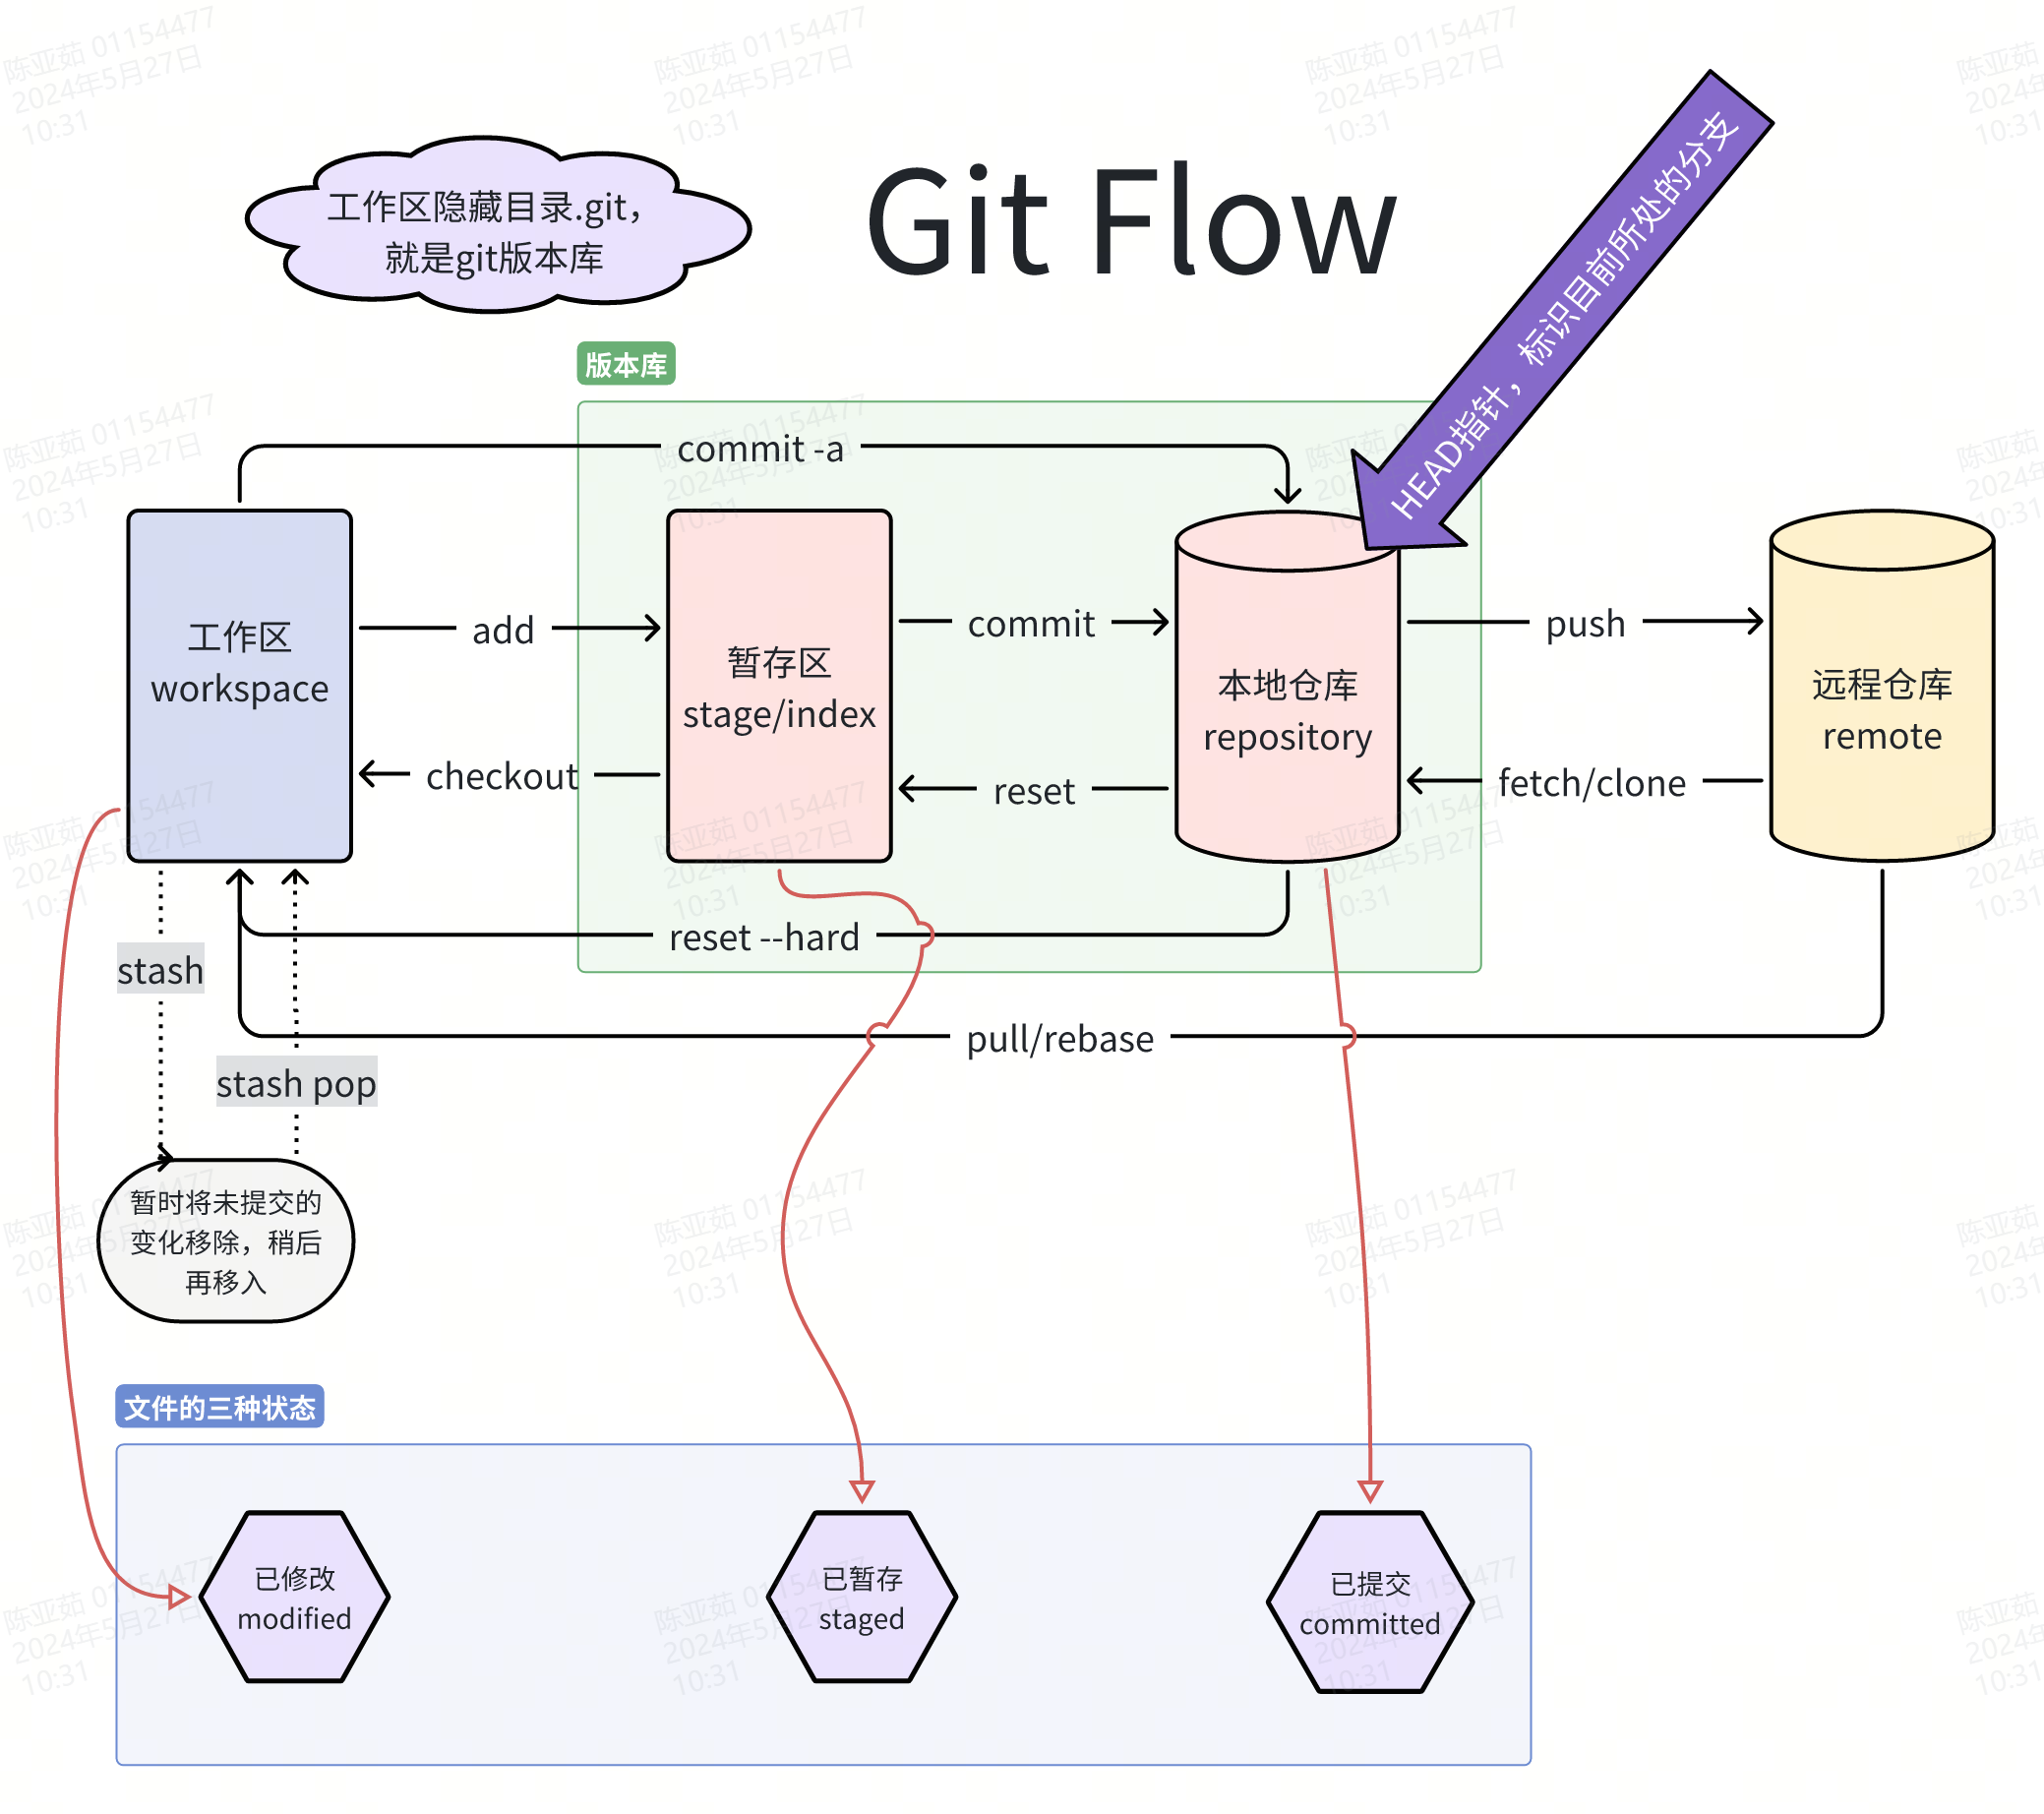 Git Flow
工作区隐藏目录.git,
就是git版本库
HEAD指针，标识目前所处的分支
版本库
commit -a
工作区
workspace
add
暂存区
stage/index
commit
本地仓库
repository
push
远程仓库
remote
checkout
reset
fetch/clone
reset --hard
stash
pull/rebase
stash pop
暂时将未提交的
变化移除，稍后
再移入
文件的三种状态
已修改
modified
已暂存
staged
已提交
committed
陈亚茹 01154477
2024年5月27日
10:31